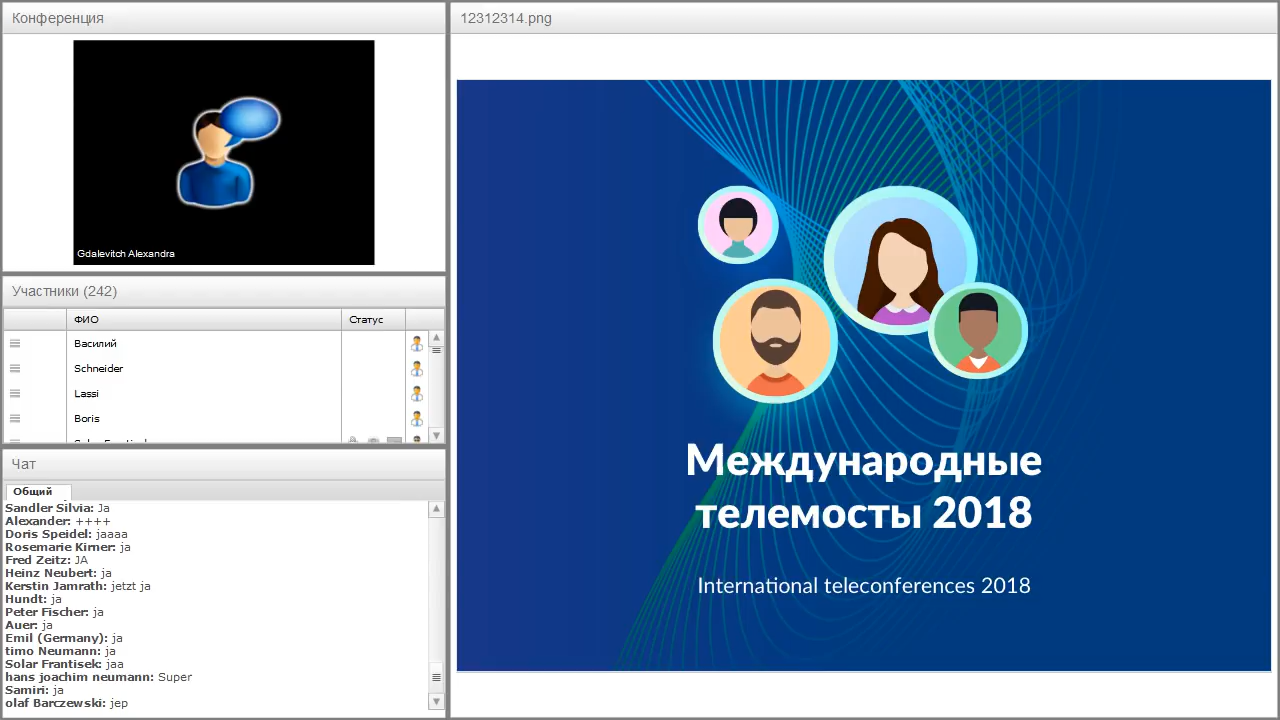 Конференция
Gdalevitch Alexandra
Участники (242)
ФИО Статус
Василий
Schneider
Lassi
Boris
Чат
Общий
Sandler Silvia: Ja
Alexander: ++++
Doris Speidel: jaaaa
Rosemarie Kirner: ja
Fred Zeitz: JA
Heinz Neubert: ja
Kerstin Jamrath: jetzt ja
Hundt: ja
Peter Fischer: ja
Auer: ja
Emil (Germany): ja
timo Neumann: ja
Solar Frantisek: jaa
hans joachim neumann: Super
Samiri: ja
olaf Barczewski: jep
12312314.png
Международные
телемосты 2018
International teleconferences 2018